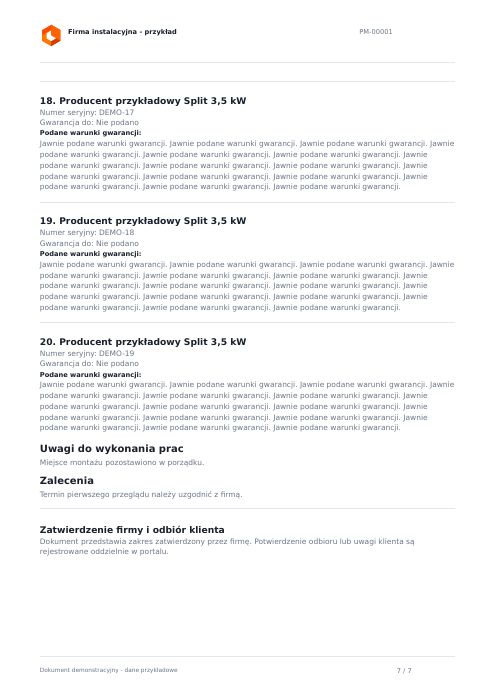 Firma instalacyjna - przykład
PM-00001
18. Producent przykładowy Split 3,5 kW
Numer seryjny: DEMO-17
Gwarancja do: Nie podano
Podane warunki gwarancji:
Jawnie podane warunki gwarancji. Jawnie podane warunki gwarancji. Jawnie podane warunki gwarancji. Jawnie
podane warunki gwarancji. Jawnie podane warunki gwarancji. Jawnie podane warunki gwarancji. Jawnie
podane warunki gwarancji. Jawnie podane warunki gwarancji. Jawnie podane warunki gwarancji. Jawnie
podane warunki gwarancji. Jawnie podane warunki gwarancji. Jawnie podane warunki gwarancji. Jawnie
podane warunki gwarancji. Jawnie podane warunki gwarancji. Jawnie podane warunki gwarancji.
19. Producent przykładowy Split 3,5 kW
Numer seryjny: DEMO-18
Gwarancja do: Nie podano
Podane warunki gwarancji:
Jawnie podane warunki gwarancji. Jawnie podane warunki gwarancji. Jawnie podane warunki gwarancji. Jawnie
podane warunki gwarancji. Jawnie podane warunki gwarancji. Jawnie podane warunki gwarancji. Jawnie
podane warunki gwarancji. Jawnie podane warunki gwarancji. Jawnie podane warunki gwarancji. Jawnie
podane warunki gwarancji. Jawnie podane warunki gwarancji. Jawnie podane warunki gwarancji. Jawnie
podane warunki gwarancji. Jawnie podane warunki gwarancji. Jawnie podane warunki gwarancji.
20. Producent przykładowy Split 3,5 kW
Numer seryjny: DEMO-19
Gwarancja do: Nie podano
Podane warunki gwarancji:
Jawnie podane warunki gwarancji. Jawnie podane warunki gwarancji. Jawnie podane warunki gwarancji. Jawnie
podane warunki gwarancji. Jawnie podane warunki gwarancji. Jawnie podane warunki gwarancji. Jawnie
podane warunki gwarancji. Jawnie podane warunki gwarancji. Jawnie podane warunki gwarancji. Jawnie
podane warunki gwarancji. Jawnie podane warunki gwarancji. Jawnie podane warunki gwarancji. Jawnie
podane warunki gwarancji. Jawnie podane warunki gwarancji. Jawnie podane warunki gwarancji.
Uwagi do wykonania prac
Miejsce montażu pozostawiono w porządku.
Zalecenia
Termin pierwszego przeglądu należy uzgodnić z firmą.
Zatwierdzenie firmy i odbiór klienta
Dokument przedstawia zakres zatwierdzony przez firmę. Potwierdzenie odbioru lub uwagi klienta są
rejestrowane oddzielnie w portalu.
Dokument demonstracyjny - dane przykładowe
7 / 7